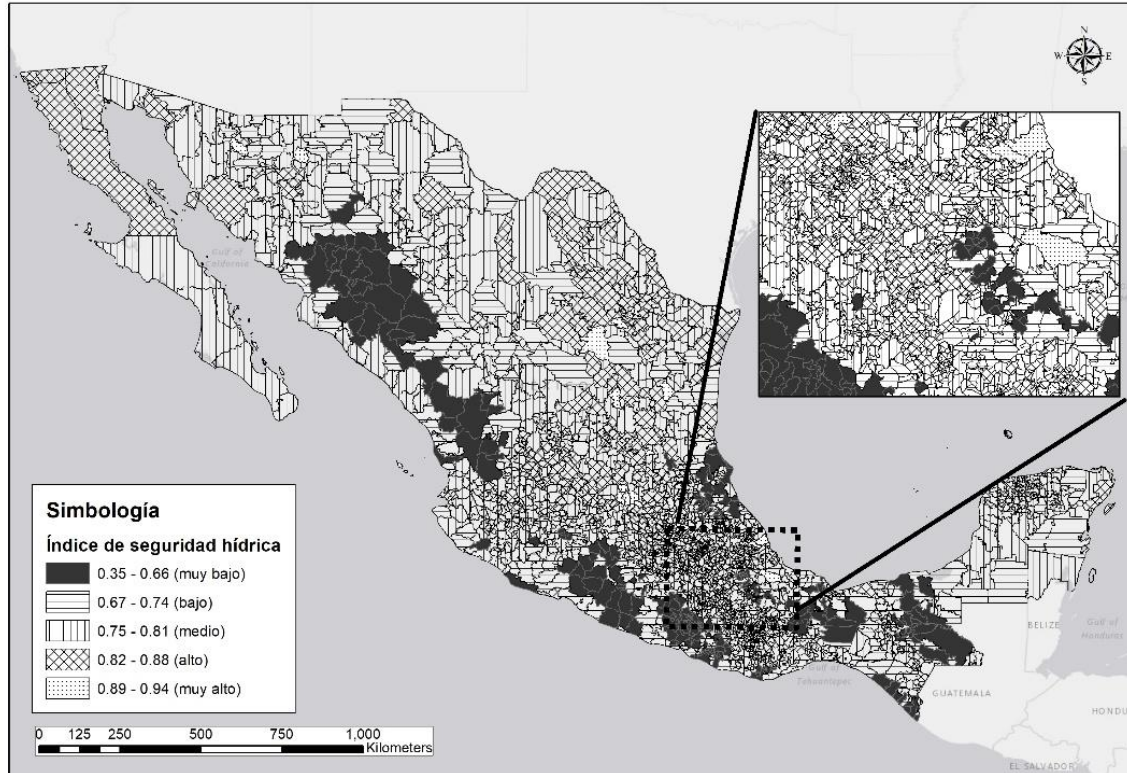 N
W
E
S
Gulf of
California
Simbología
Índice de seguridad hídrica
0.35 - 0.66 (muy bajo)
0.67 - 0.74 (bajo)
0.75 - 0.81 (medio)
0.82 - 0.88 (alto)
0.89 - 0.94 (muy alto)
0 125 250 500 750 1,000
Kilometers
BELIZE
Gulf of
Honduras
Gulf of
Tehuantepec
GUATEMALA
HONDU
EL SALVADOR